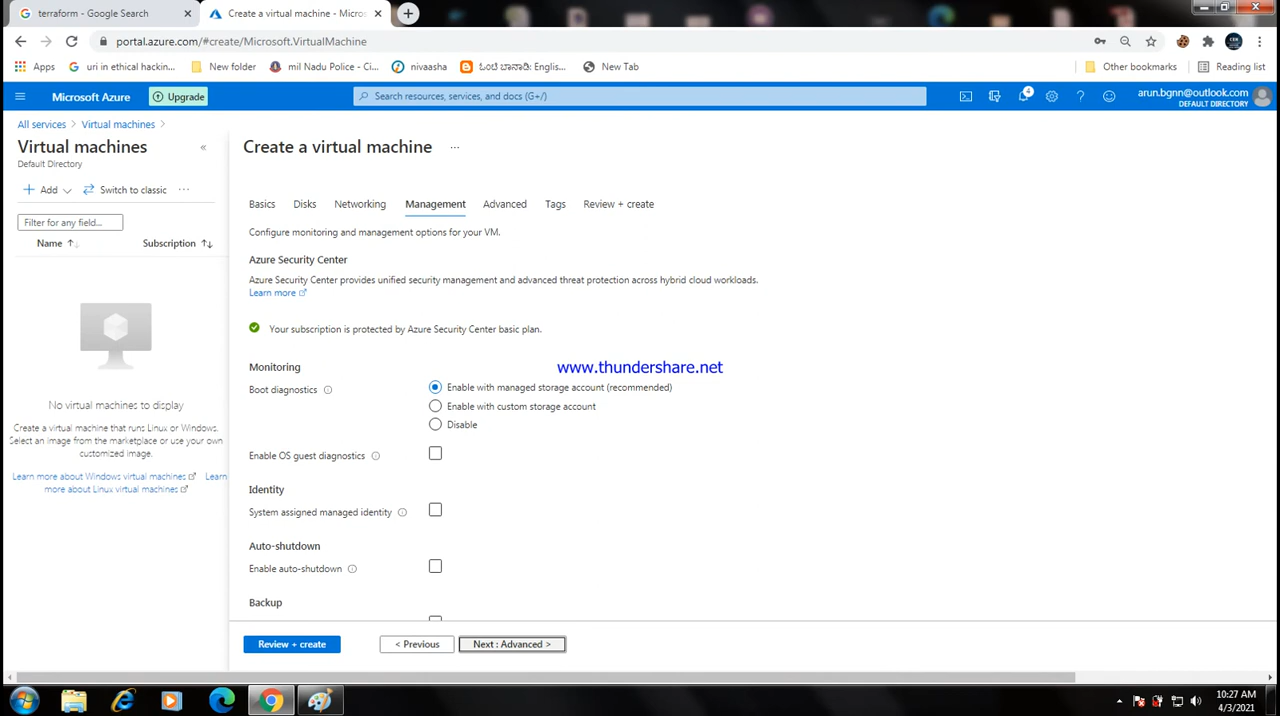 terraform - Google Search
Create a virtual machine - Micros
portal.azure.com/#create/Microsoft.VirtualMachine
Apps
uri in ethical hackin...
New folder
mil Nadu Police - Ci...
nivaasha
ಓಂಟಿ ಬಾನಾಡಿ: Englis...
New Tab
Other bookmarks
Reading list
Microsoft Azure
Upgrade
Search resources, services, and docs (G+/)
4
arun.bgnn@outlook.com
DEFAULT DIRECTORY
All services > Virtual machines >
Virtual machines
«
Default Directory
+ Add
Switch to classic
...
Filter for any field...
Name ↑↓
Subscription ↑↓
No virtual machines to display
Create a virtual machine that runs Linux or Windows.
Select an image from the marketplace or use your own
customized image.
Learn more about Windows virtual machines
Learn
more about Linux virtual machines
Create a virtual machine
...
Basics
Disks
Networking
Management
Advanced
Tags
Review + create
Configure monitoring and management options for your VM.
Azure Security Center
Azure Security Center provides unified security management and advanced threat protection across hybrid cloud workloads.
Learn more
Your subscription is protected by Azure Security Center basic plan.
Monitoring
www.thundershare.net
Boot diagnostics
Enable with managed storage account (recommended)
Enable with custom storage account
Disable
Enable OS guest diagnostics
Identity
System assigned managed identity
Auto-shutdown
Enable auto-shutdown
Backup
Review + create
< Previous
Next : Advanced >
10:27 AM
4/3/2021